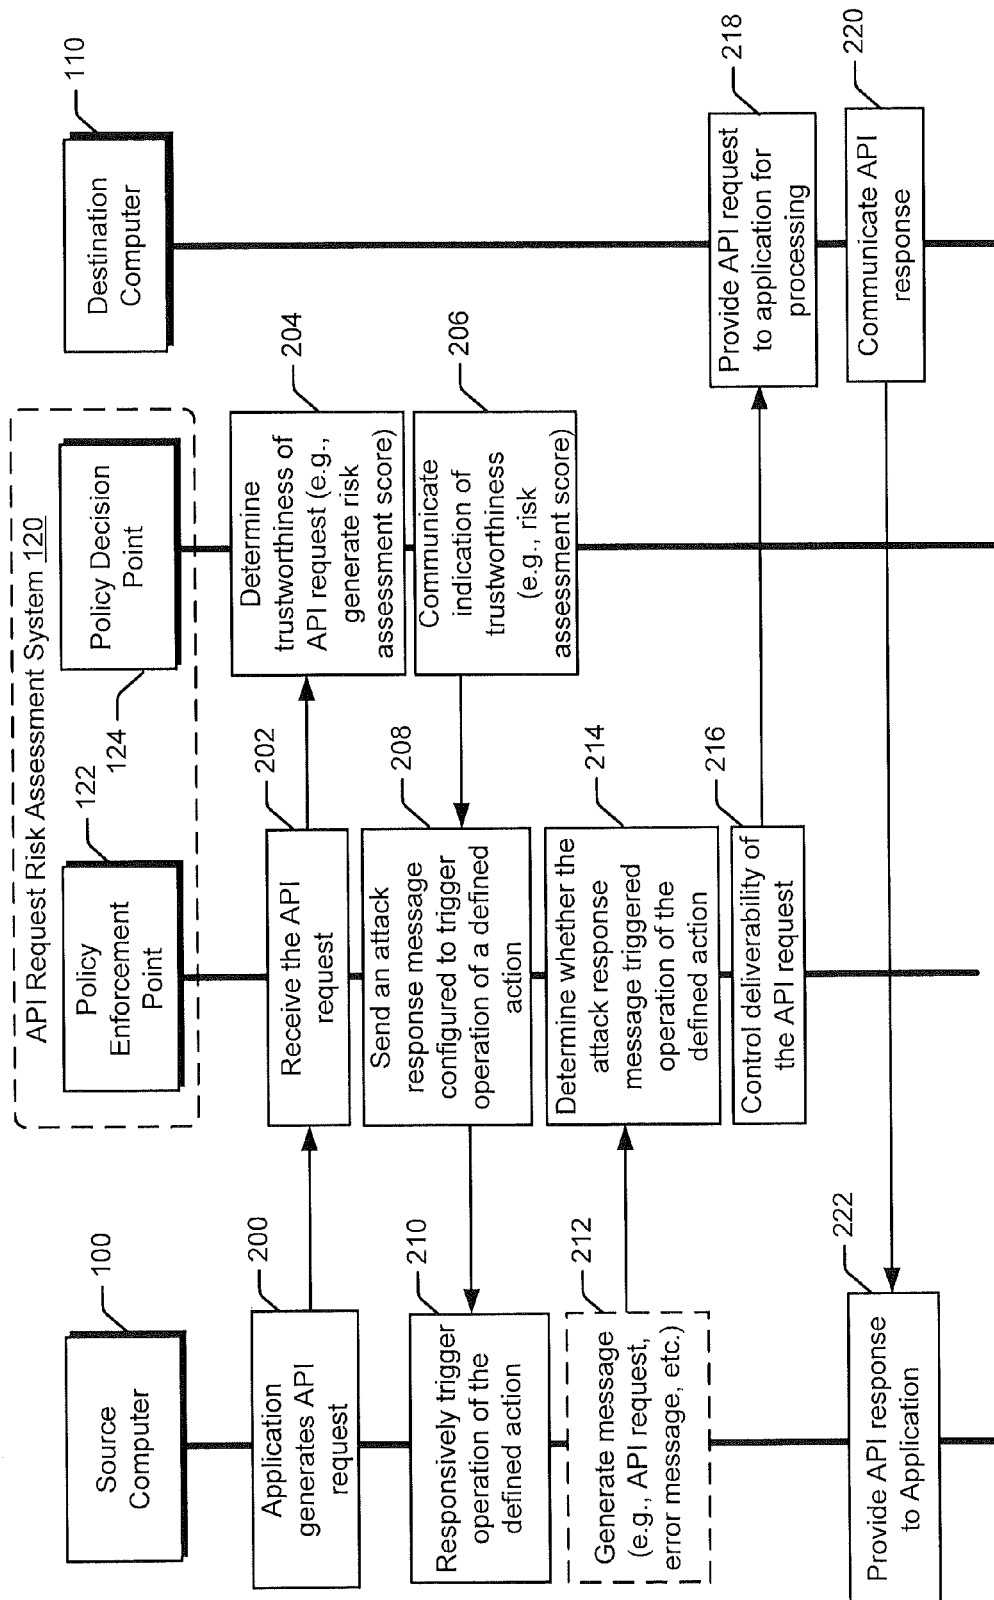 API Request Risk Assessment System 120
Source
Computer
100
Policy
Enforcement
Point
122
Policy Decision
Point
124
Destination
Computer
110
Application
generates API
request
200
Receive the API
request
202
Determine
trustworthiness of
API request (e.g.,
generate risk
assessment score)
204
Communicate
indication of
trustworthiness
(e.g., risk
assessment score)
206
Send an attack
response message
configured to trigger
operation of a defined
action
208
Responsively trigger
operation of the
defined action
210
Generate message
(e.g., API request,
error message, etc.)
212
Determine whether the
attack response
message triggered
operation of the
defined action
214
Control deliverability of
the API request
216
Provide API request
to application for
processing
218
Communicate API
response
220
Provide API response
to Application
222